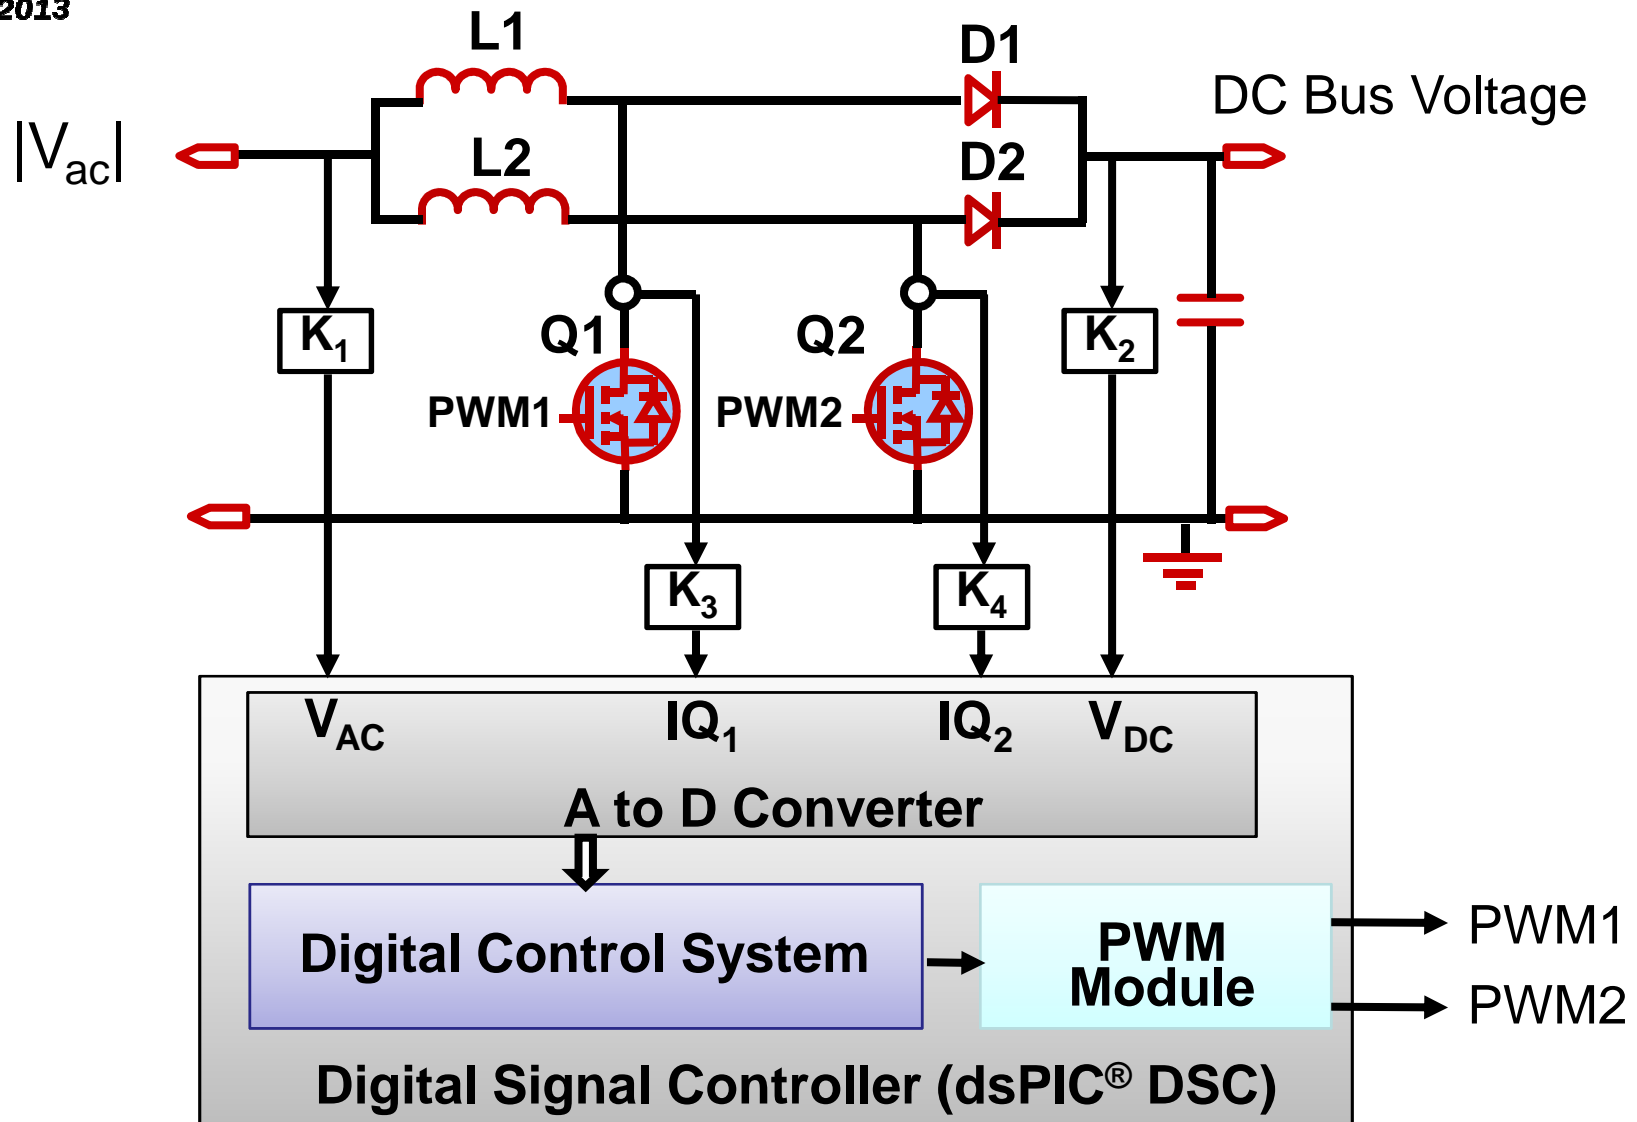 2013
L1
D1
DC Bus Voltage
|Vac|
L2
D2
K1
Q1
Q2
K2
PWM1
PWM2
K3
K4
VAC
IQ1
IQ2
VDC
A to D Converter
Digital Control System
PWM
Module
PWM1
PWM2
Digital Signal Controller (dsPIC® DSC)